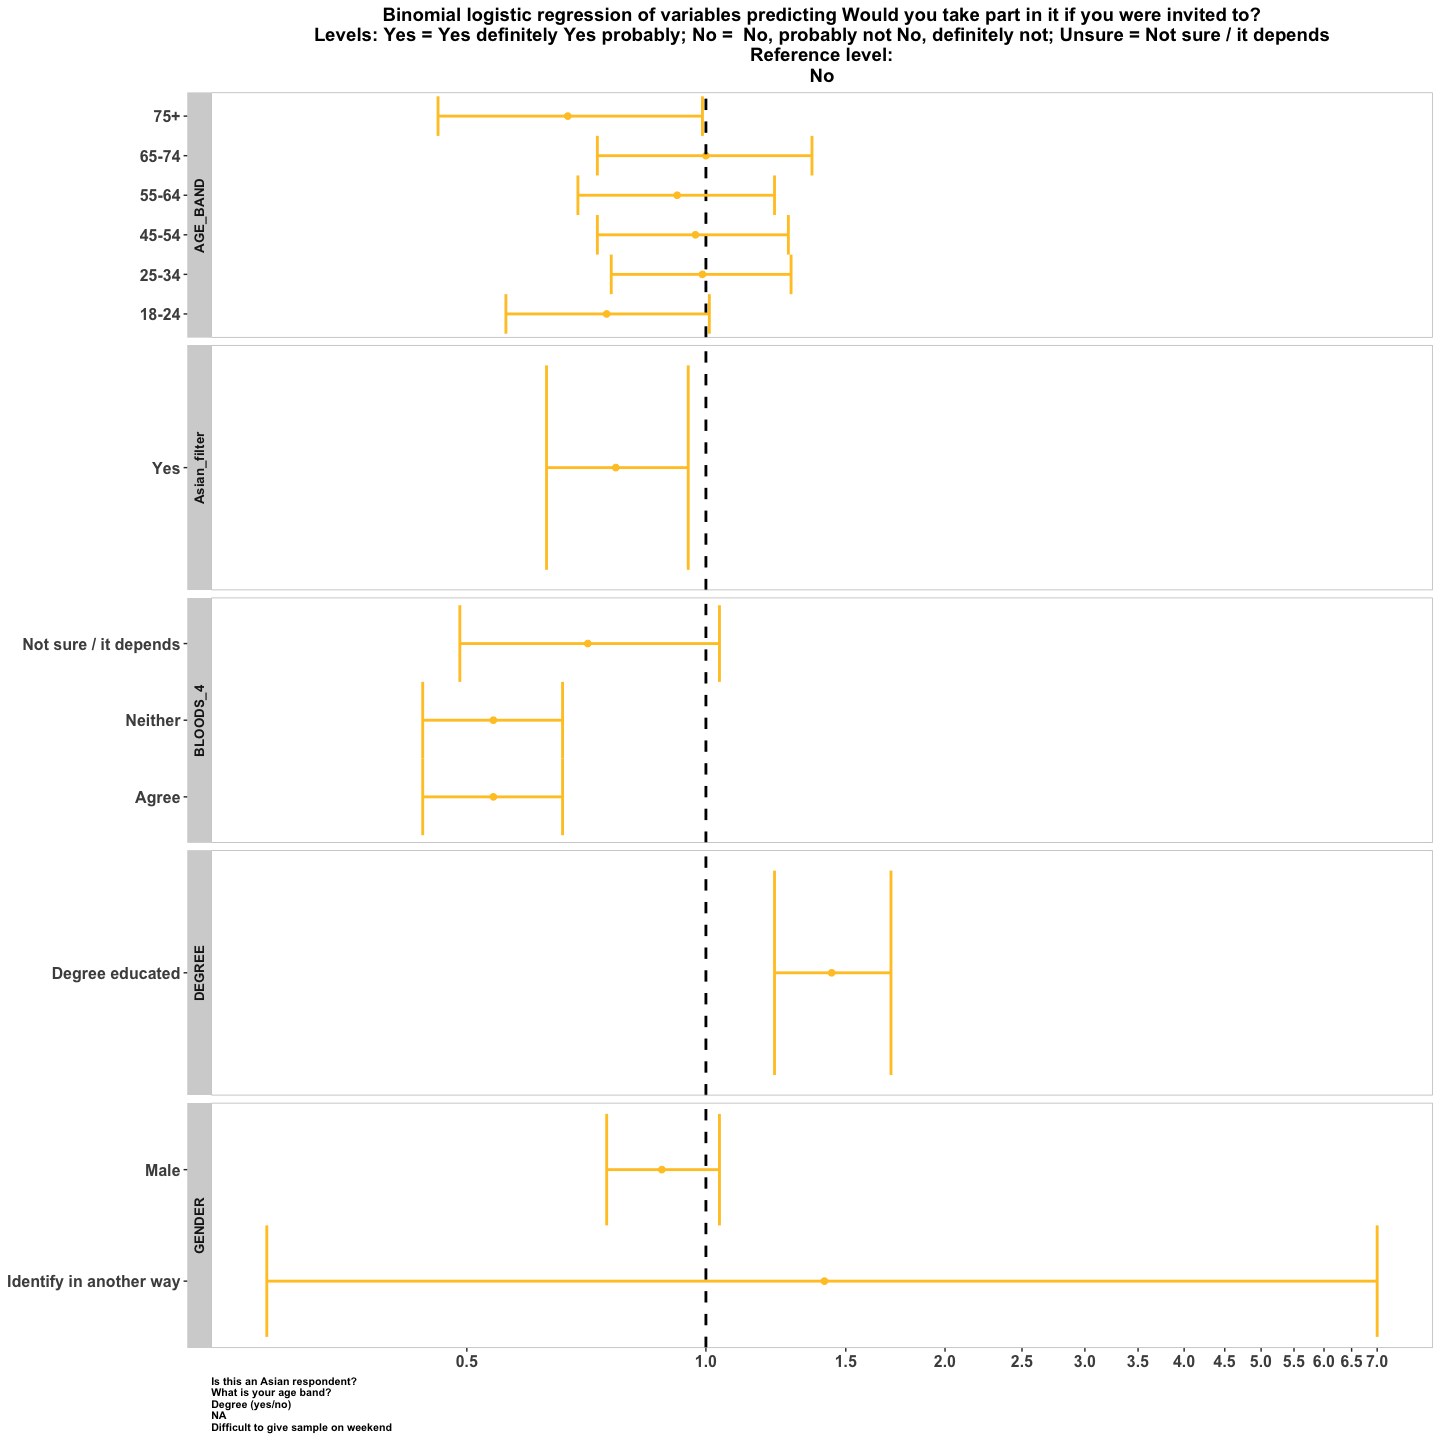 Binomial logistic regression of variables predicting Would you take part in it if you were invited to?
Levels: Yes = Yes definitely Yes probably; No =  No, probably not No, definitely not; Unsure = Not sure / it depends
Reference level:
No
AGE_BAND
75+
65-74
55-64
45-54
25-34
18-24
Asian_filter
Yes
BLOODS_4
Not sure / it depends
Neither
Agree
DEGREE
Degree educated
GENDER
Male
Identify in another way
0.5 1.0 1.5 2.0 2.5 3.0 3.5 4.0 4.5 5.0 5.5 6.0 6.5 7.0
Is this an Asian respondent?
What is your age band?
Degree (yes/no)
NA
Difficult to give sample on weekend